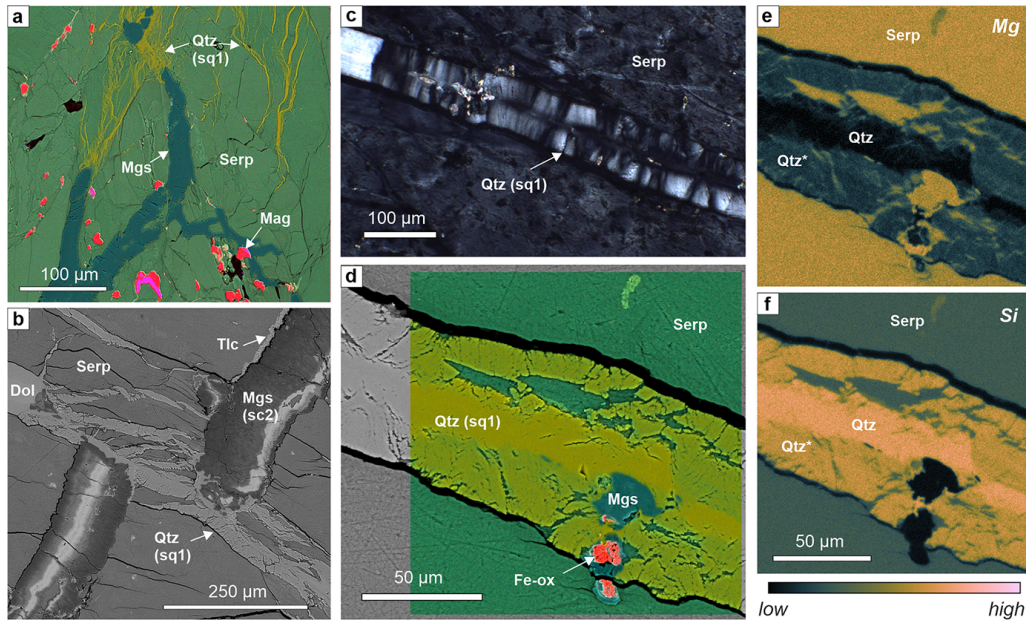 a
Qtz
(sq1)
Mgs
Serp
Mag
100 µm
b
Tlc
Serp
Dol
Mgs
(sc2)
Qtz
(sq1)
250 µm
c
Serp
Qtz (sq1)
100 µm
d
Serp
Qtz (sq1)
Mgs
Fe-ox
50 µm
e
Mg
Serp
Qtz
Qtz*
f
Si
Serp
Qtz
Qtz*
50 µm
low
high